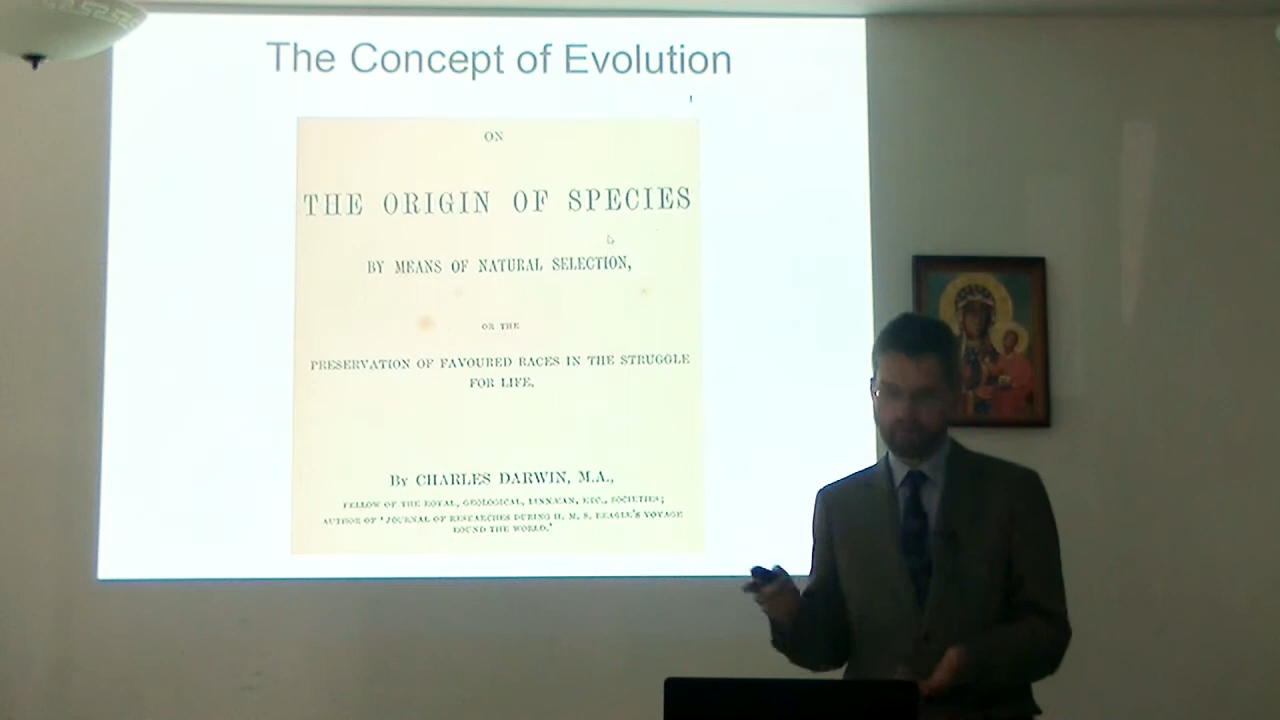 The Concept of Evolution
ON
THE ORIGIN OF SPECIES
BY MEANS OF NATURAL SELECTION,
OR THE
PRESERVATION OF FAVOURED RACES IN THE STRUGGLE
FOR LIFE.
By CHARLES DARWIN, M.A.,
FELLOW OF THE ROYAL, GEOLOGICAL, LINNÆAN, ETC., SOCIETIES;
AUTHOR OF 'JOURNAL OF RESEARCHES DURING H. M. S. BEAGLE'S VOYAGE
ROUND THE WORLD.'